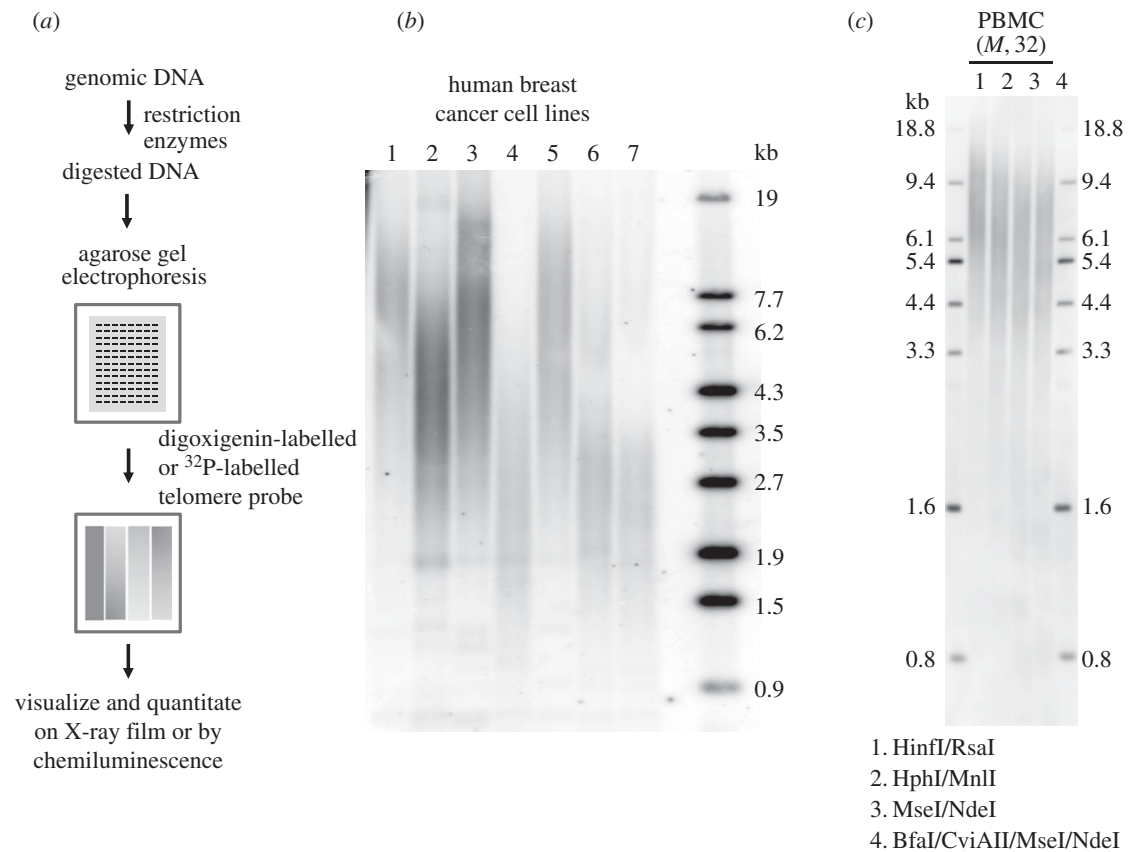 (a)
genomic DNA
restriction
enzymes
digested DNA
agarose gel
electrophoresis
digoxigenin-labelled
or ³²P-labelled
telomere probe
visualize and quantitate
on X-ray film or by
chemiluminescence
(b)
human breast
cancer cell lines
1 2 3 4 5 6 7 kb
19
7.7
6.2
4.3
3.5
2.7
1.9
1.5
0.9
(c)
PBMC
(M, 32)
1 2 3 4
kb
18.8 18.8
9.4 9.4
6.1 6.1
5.4 5.4
4.4 4.4
3.3 3.3
1.6 1.6
0.8 0.8
1. HinfI/RsaI
2. HphI/MnlI
3. MseI/NdeI
4. BfaI/CviAII/MseI/NdeI